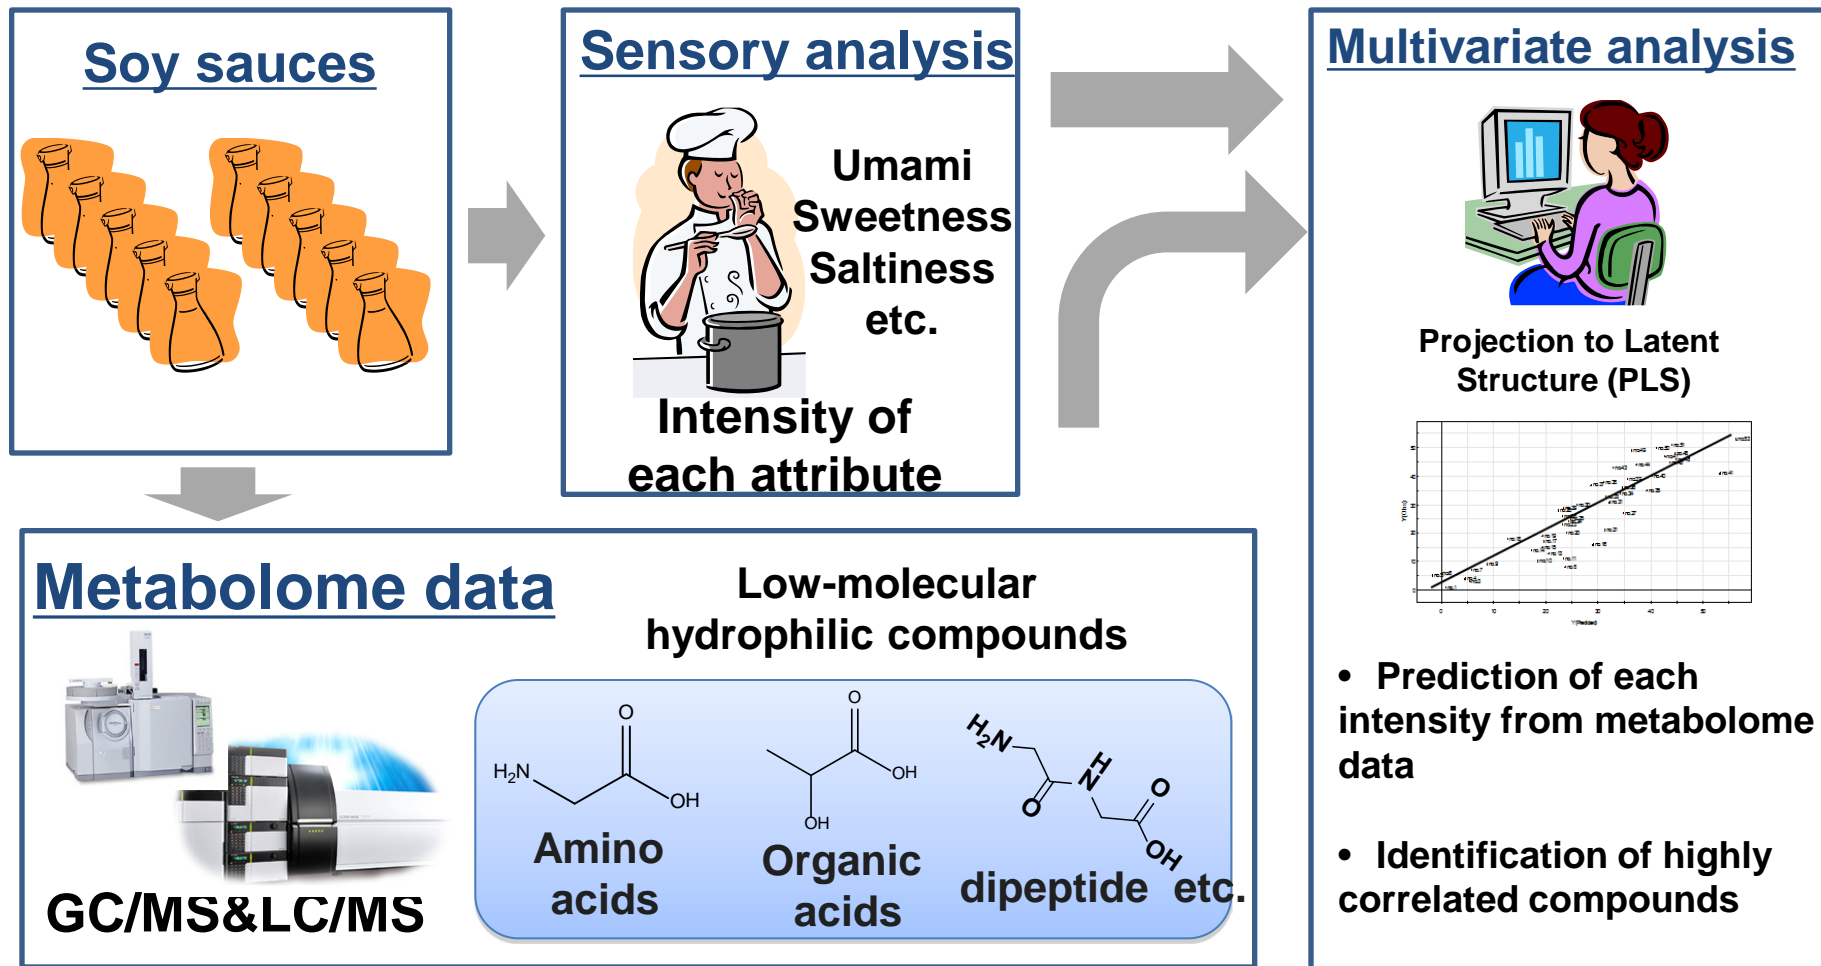 Soy sauces
Sensory analysis
Umami
Sweetness
Saltiness
etc.
Intensity of
each attribute
Multivariate analysis
Projection to Latent
Structure (PLS)
• Prediction of each
intensity from metabolome
data
• Identification of highly
correlated compounds
Metabolome data
GC/MS&LC/MS
Low-molecular
hydrophilic compounds
H₂N
O
OH
Amino
acids
O
OH
OH
Organic
acids
H₂N
O
H
N
O
OH
dipeptide etc.